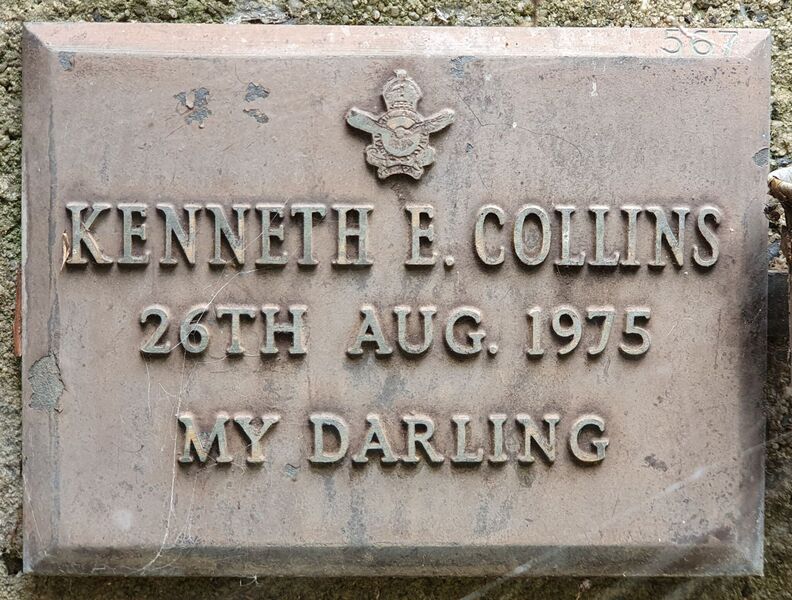 567
KENNETH E. COLLINS
26TH AUG. 1975
MY DARLING